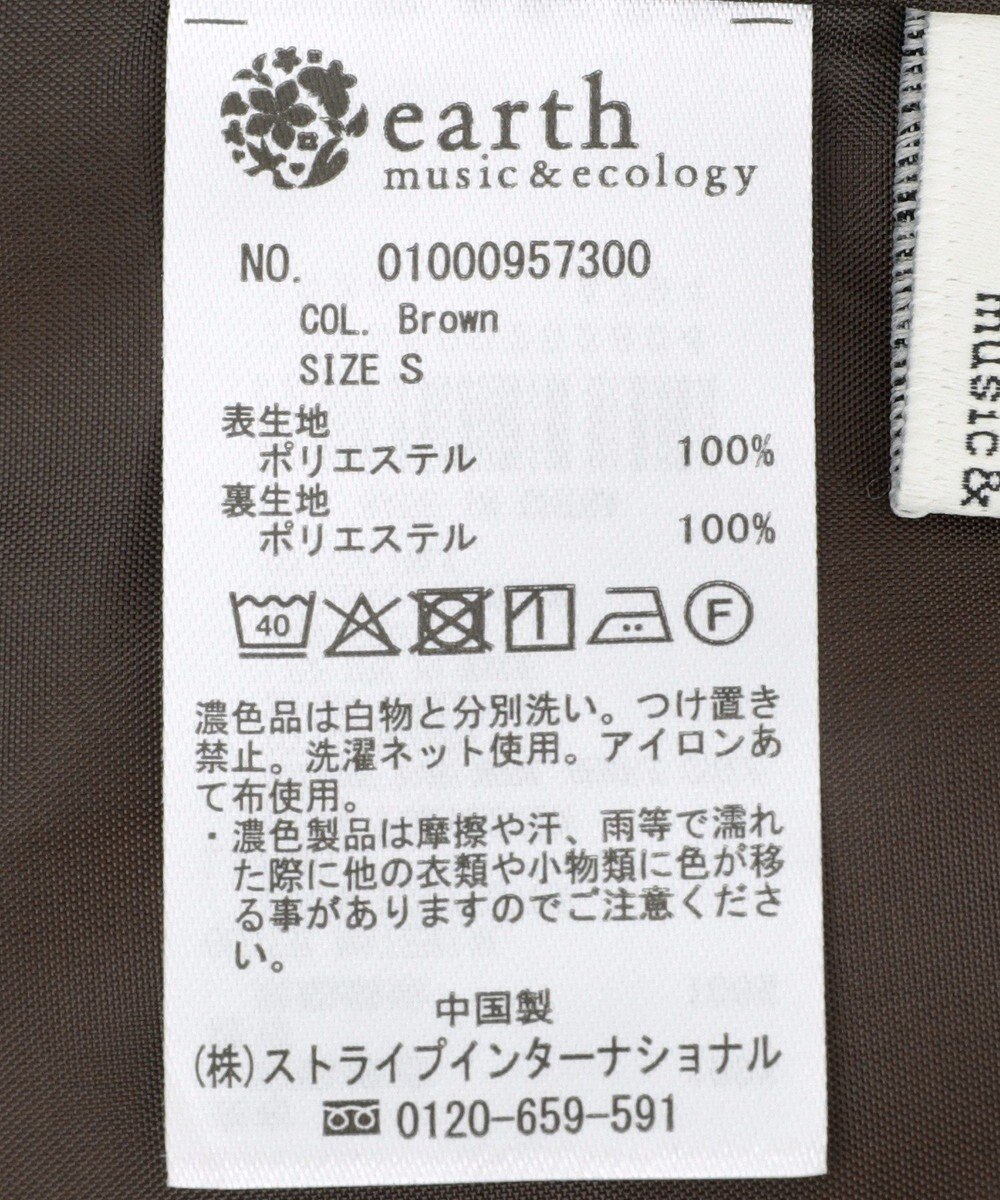 earth
music & ecology
NO. 01000957300
COL. Brown
SIZE S
表生地
ポリエステル 100%
裏生地
ポリエステル 100%
40 F
濃色品は白物と分別洗い。つけ置き
禁止。洗濯ネット使用。アイロンあ
て布使用。
・濃色製品は摩擦や汗、雨等で濡れ
た際に他の衣類や小物類に色が移
る事がありますのでご注意くださ
い。
中国製
(株)ストライプインターナショナル
0120-659-591
music &